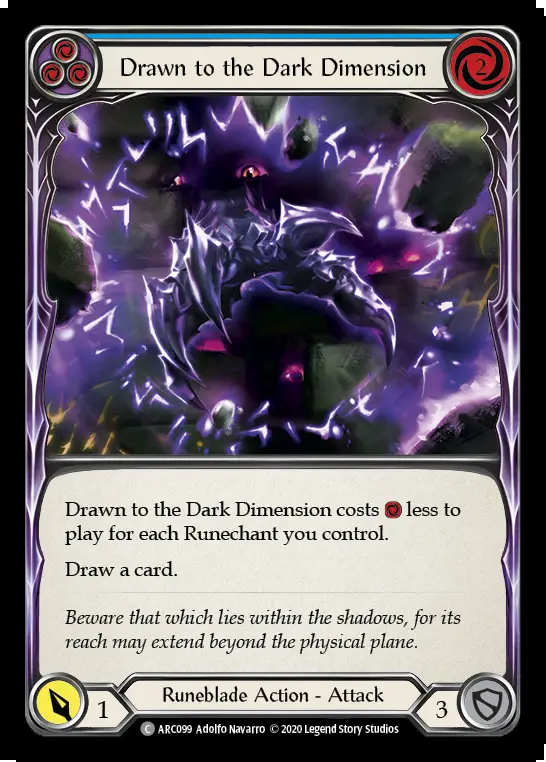 Drawn to the Dark Dimension
2
Drawn to the Dark Dimension costs less to
play for each Runechant you control.
Draw a card.
Beware that which lies within the shadows, for its
reach may extend beyond the physical plane.
1
Runeblade Action - Attack
3
C ARC099 Adolfo Navarro © 2020 Legend Story Studios